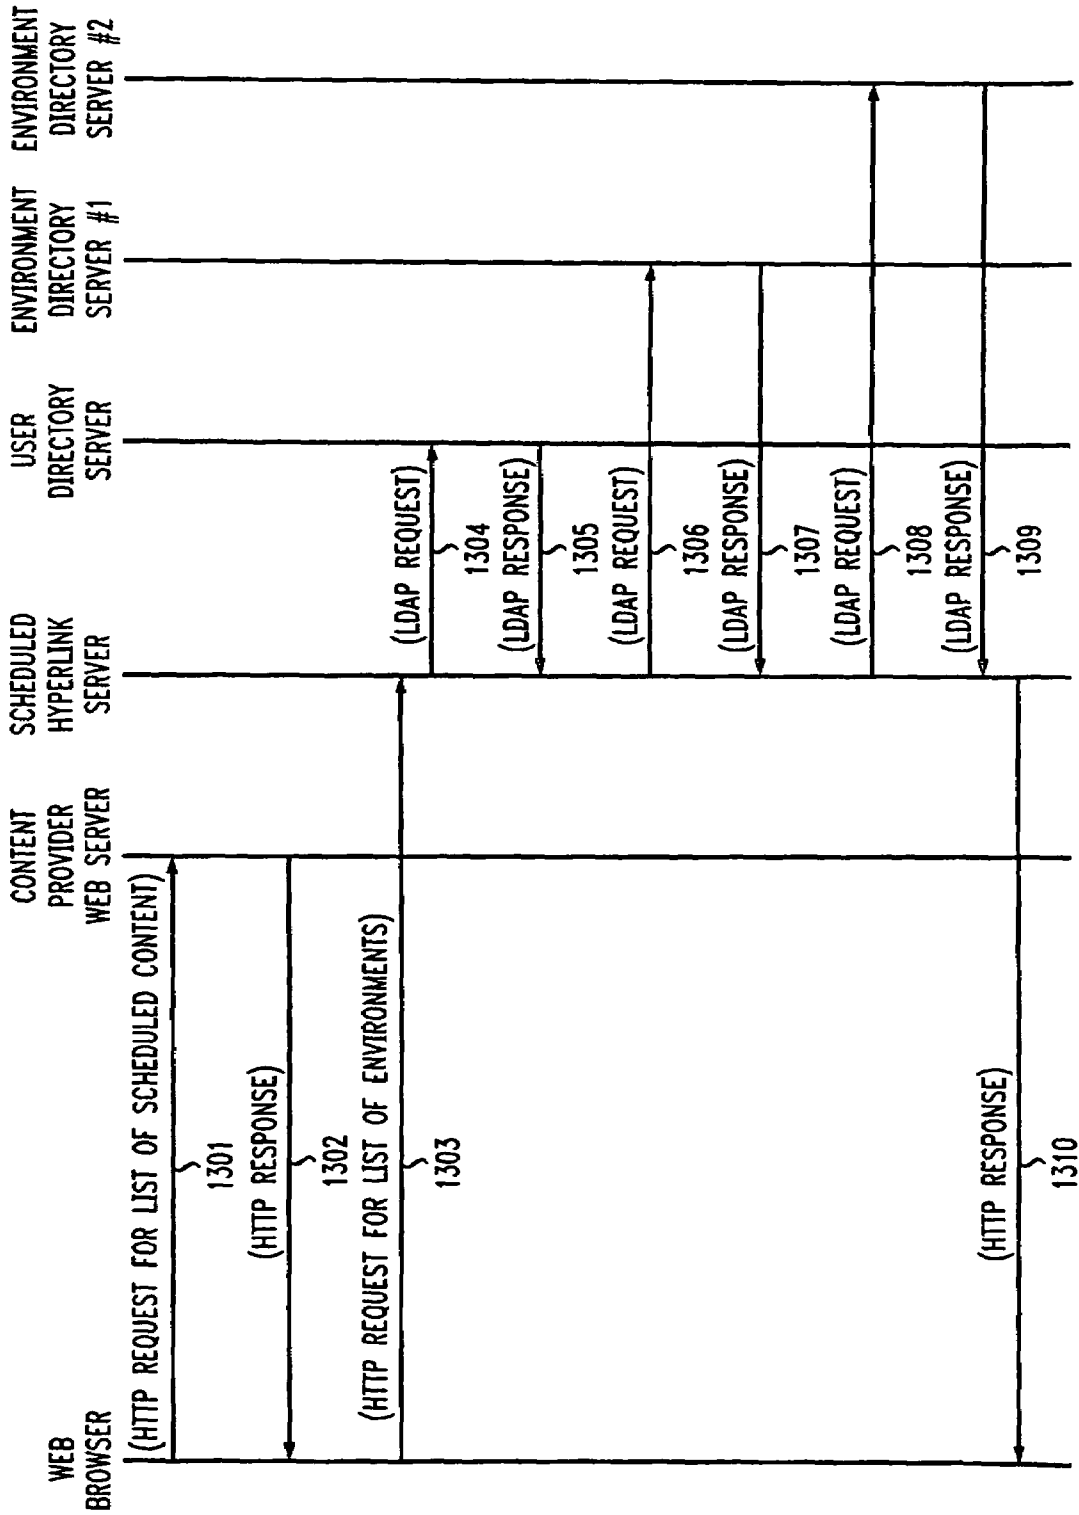 WEB
BROWSER
CONTENT
PROVIDER
WEB SERVER
SCHEDULED
HYPERLINK
SERVER
USER
DIRECTORY
SERVER
ENVIRONMENT
DIRECTORY
SERVER #1
ENVIRONMENT
DIRECTORY
SERVER #2
(HTTP REQUEST FOR LIST OF SCHEDULED CONTENT)
1301
(HTTP RESPONSE)
1302
(HTTP REQUEST FOR LIST OF ENVIRONMENTS)
1303
(LDAP REQUEST)
1304
(LDAP RESPONSE)
1305
(LDAP REQUEST)
1306
(LDAP RESPONSE)
1307
(LDAP REQUEST)
1308
(LDAP RESPONSE)
1309
(HTTP RESPONSE)
1310